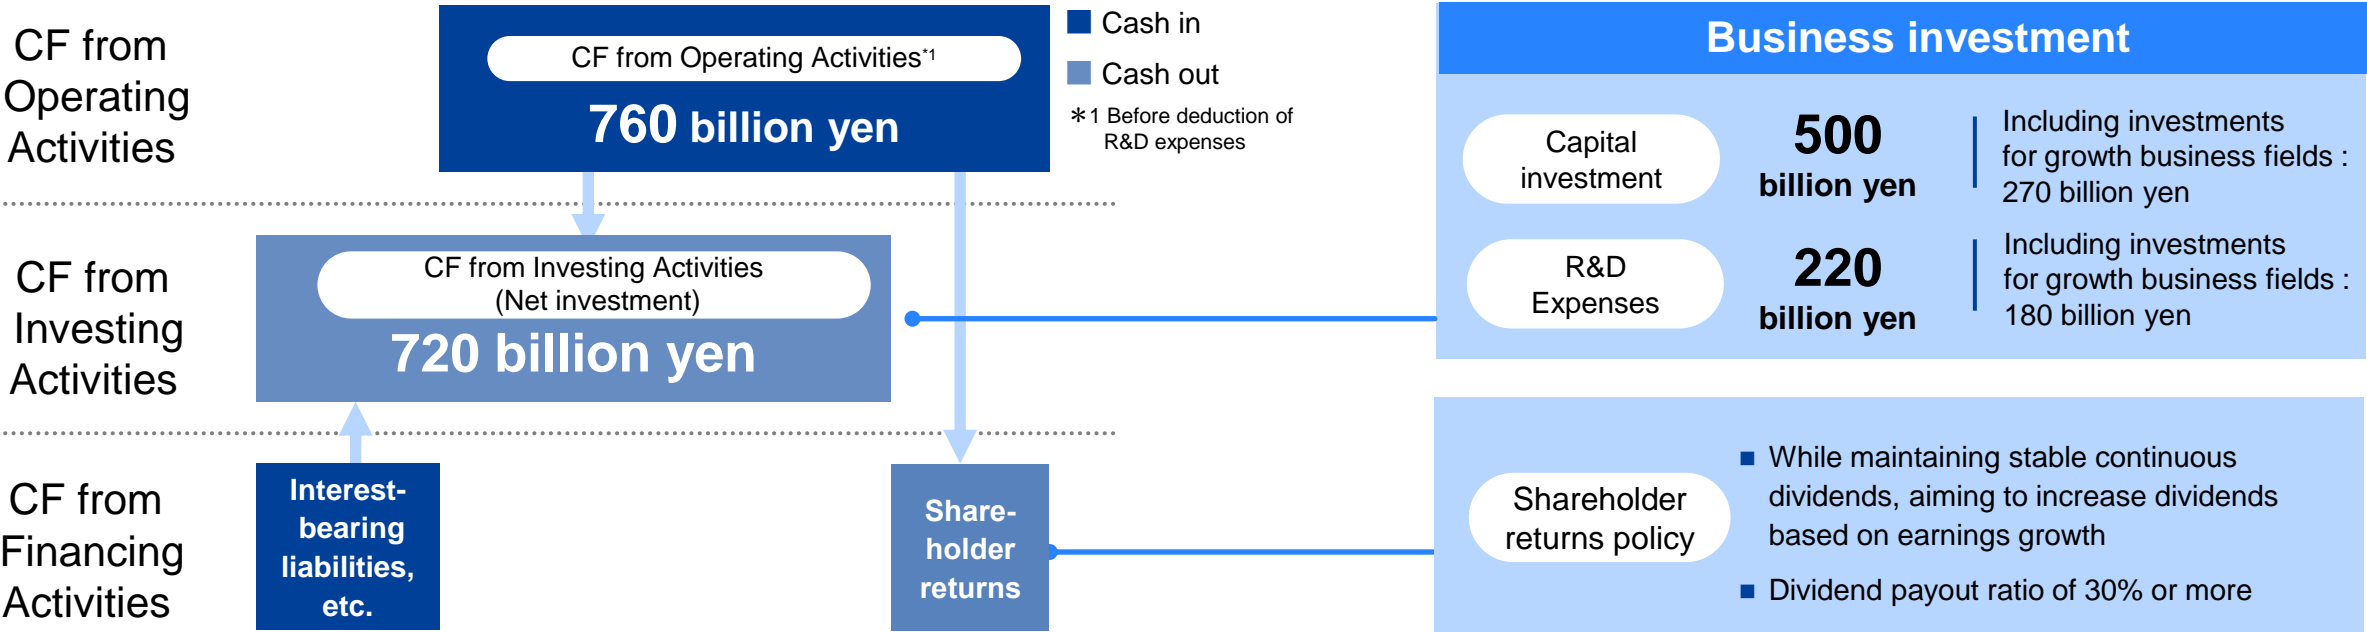 CF from
Operating
Activities
CF from Operating Activities*1
760 billion yen
Cash in
Cash out
＊1 Before deduction of
R&D expenses
CF from
Investing
Activities
CF from Investing Activities
(Net investment)
720 billion yen
CF from
Financing
Activities
Interest-
bearing
liabilities,
etc.
Share-
holder
returns
Business investment
Capital
investment
500
billion yen
Including investments
for growth business fields :
270 billion yen
R&D
Expenses
220
billion yen
Including investments
for growth business fields :
180 billion yen
Shareholder
returns policy
■ While maintaining stable continuous
dividends, aiming to increase dividends
based on earnings growth
■ Dividend payout ratio of 30% or more